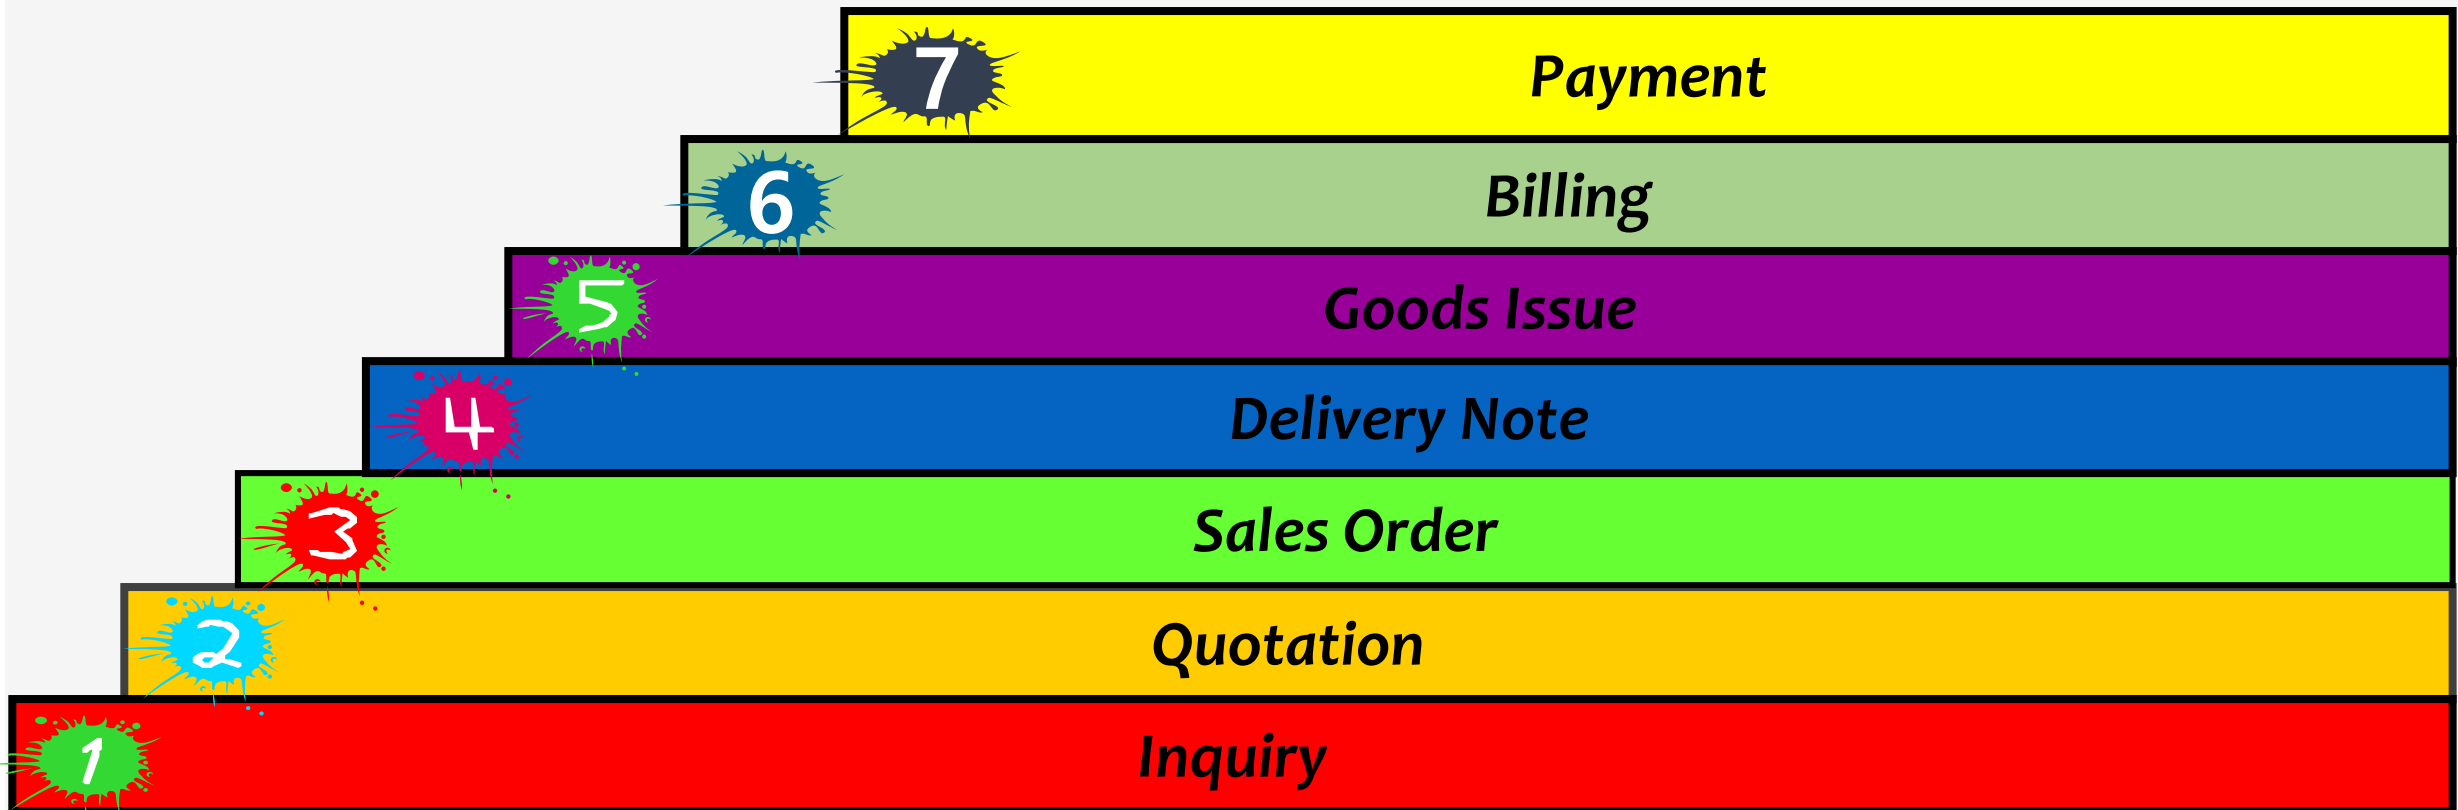 7 Payment
6 Billing
5 Goods Issue
4 Delivery Note
3 Sales Order
2 Quotation
1 Inquiry